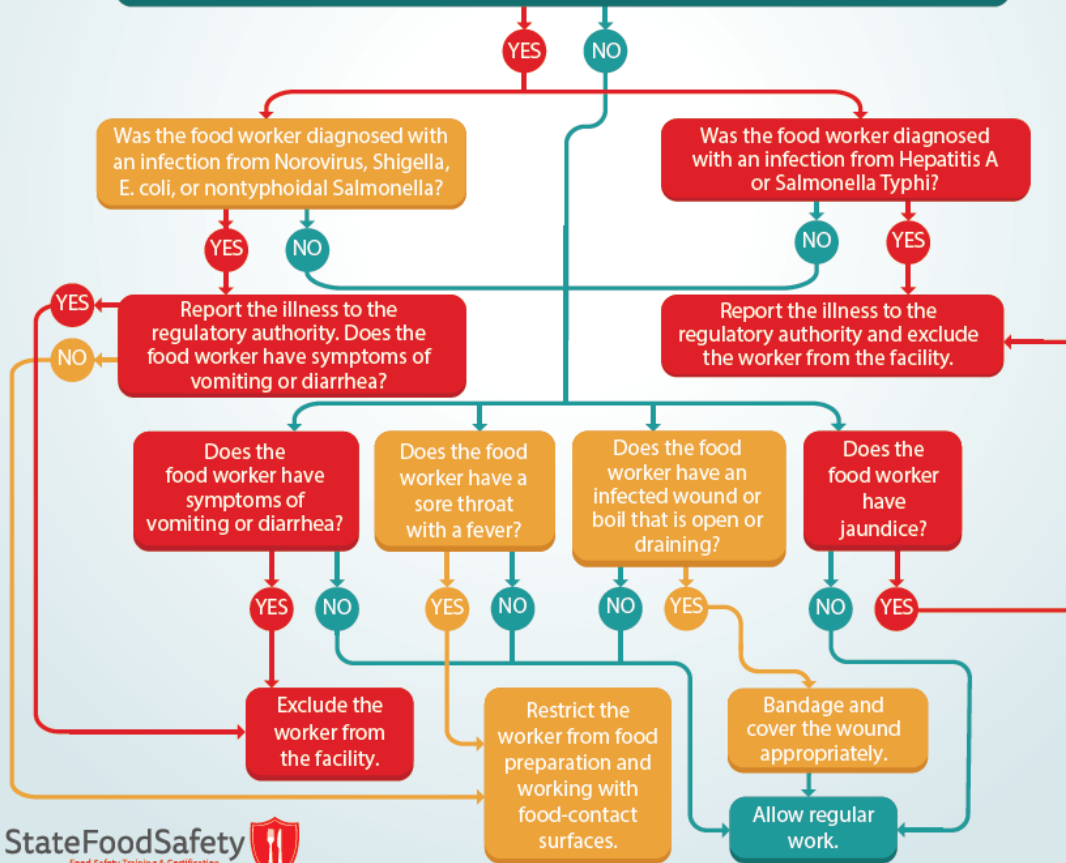 YES
NO
Was the food worker diagnosed with
an infection from Norovirus, Shigella,
E. coli, or nontyphoidal Salmonella?
Was the food worker diagnosed
with an infection from Hepatitis A
or Salmonella Typhi?
YES
NO
NO
YES
YES
NO
Report the illness to the
regulatory authority. Does the
food worker have symptoms of
vomiting or diarrhea?
Report the illness to the
regulatory authority and exclude
the worker from the facility.
Does the
food worker have
symptoms of
vomiting or diarrhea?
Does the food
worker have a
sore throat
with a fever?
Does the food
worker have an
infected wound or
boil that is open or
draining?
Does the
food worker
have
jaundice?
YES
NO
YES
NO
NO
YES
NO
YES
Exclude the
worker from
the facility.
Restrict the
worker from food
preparation and
working with
food-contact
surfaces.
Bandage and
cover the wound
appropriately.
Allow regular
work.
StateFoodSafety
Food Safety Training & Certification